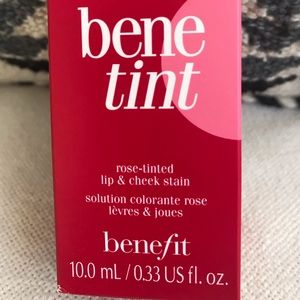 bene
tint
rose-tinted
lip & cheek stain
solution colorante rose
lèvres & joues
benefit
10.0 mL / 0.33 US fl. oz.